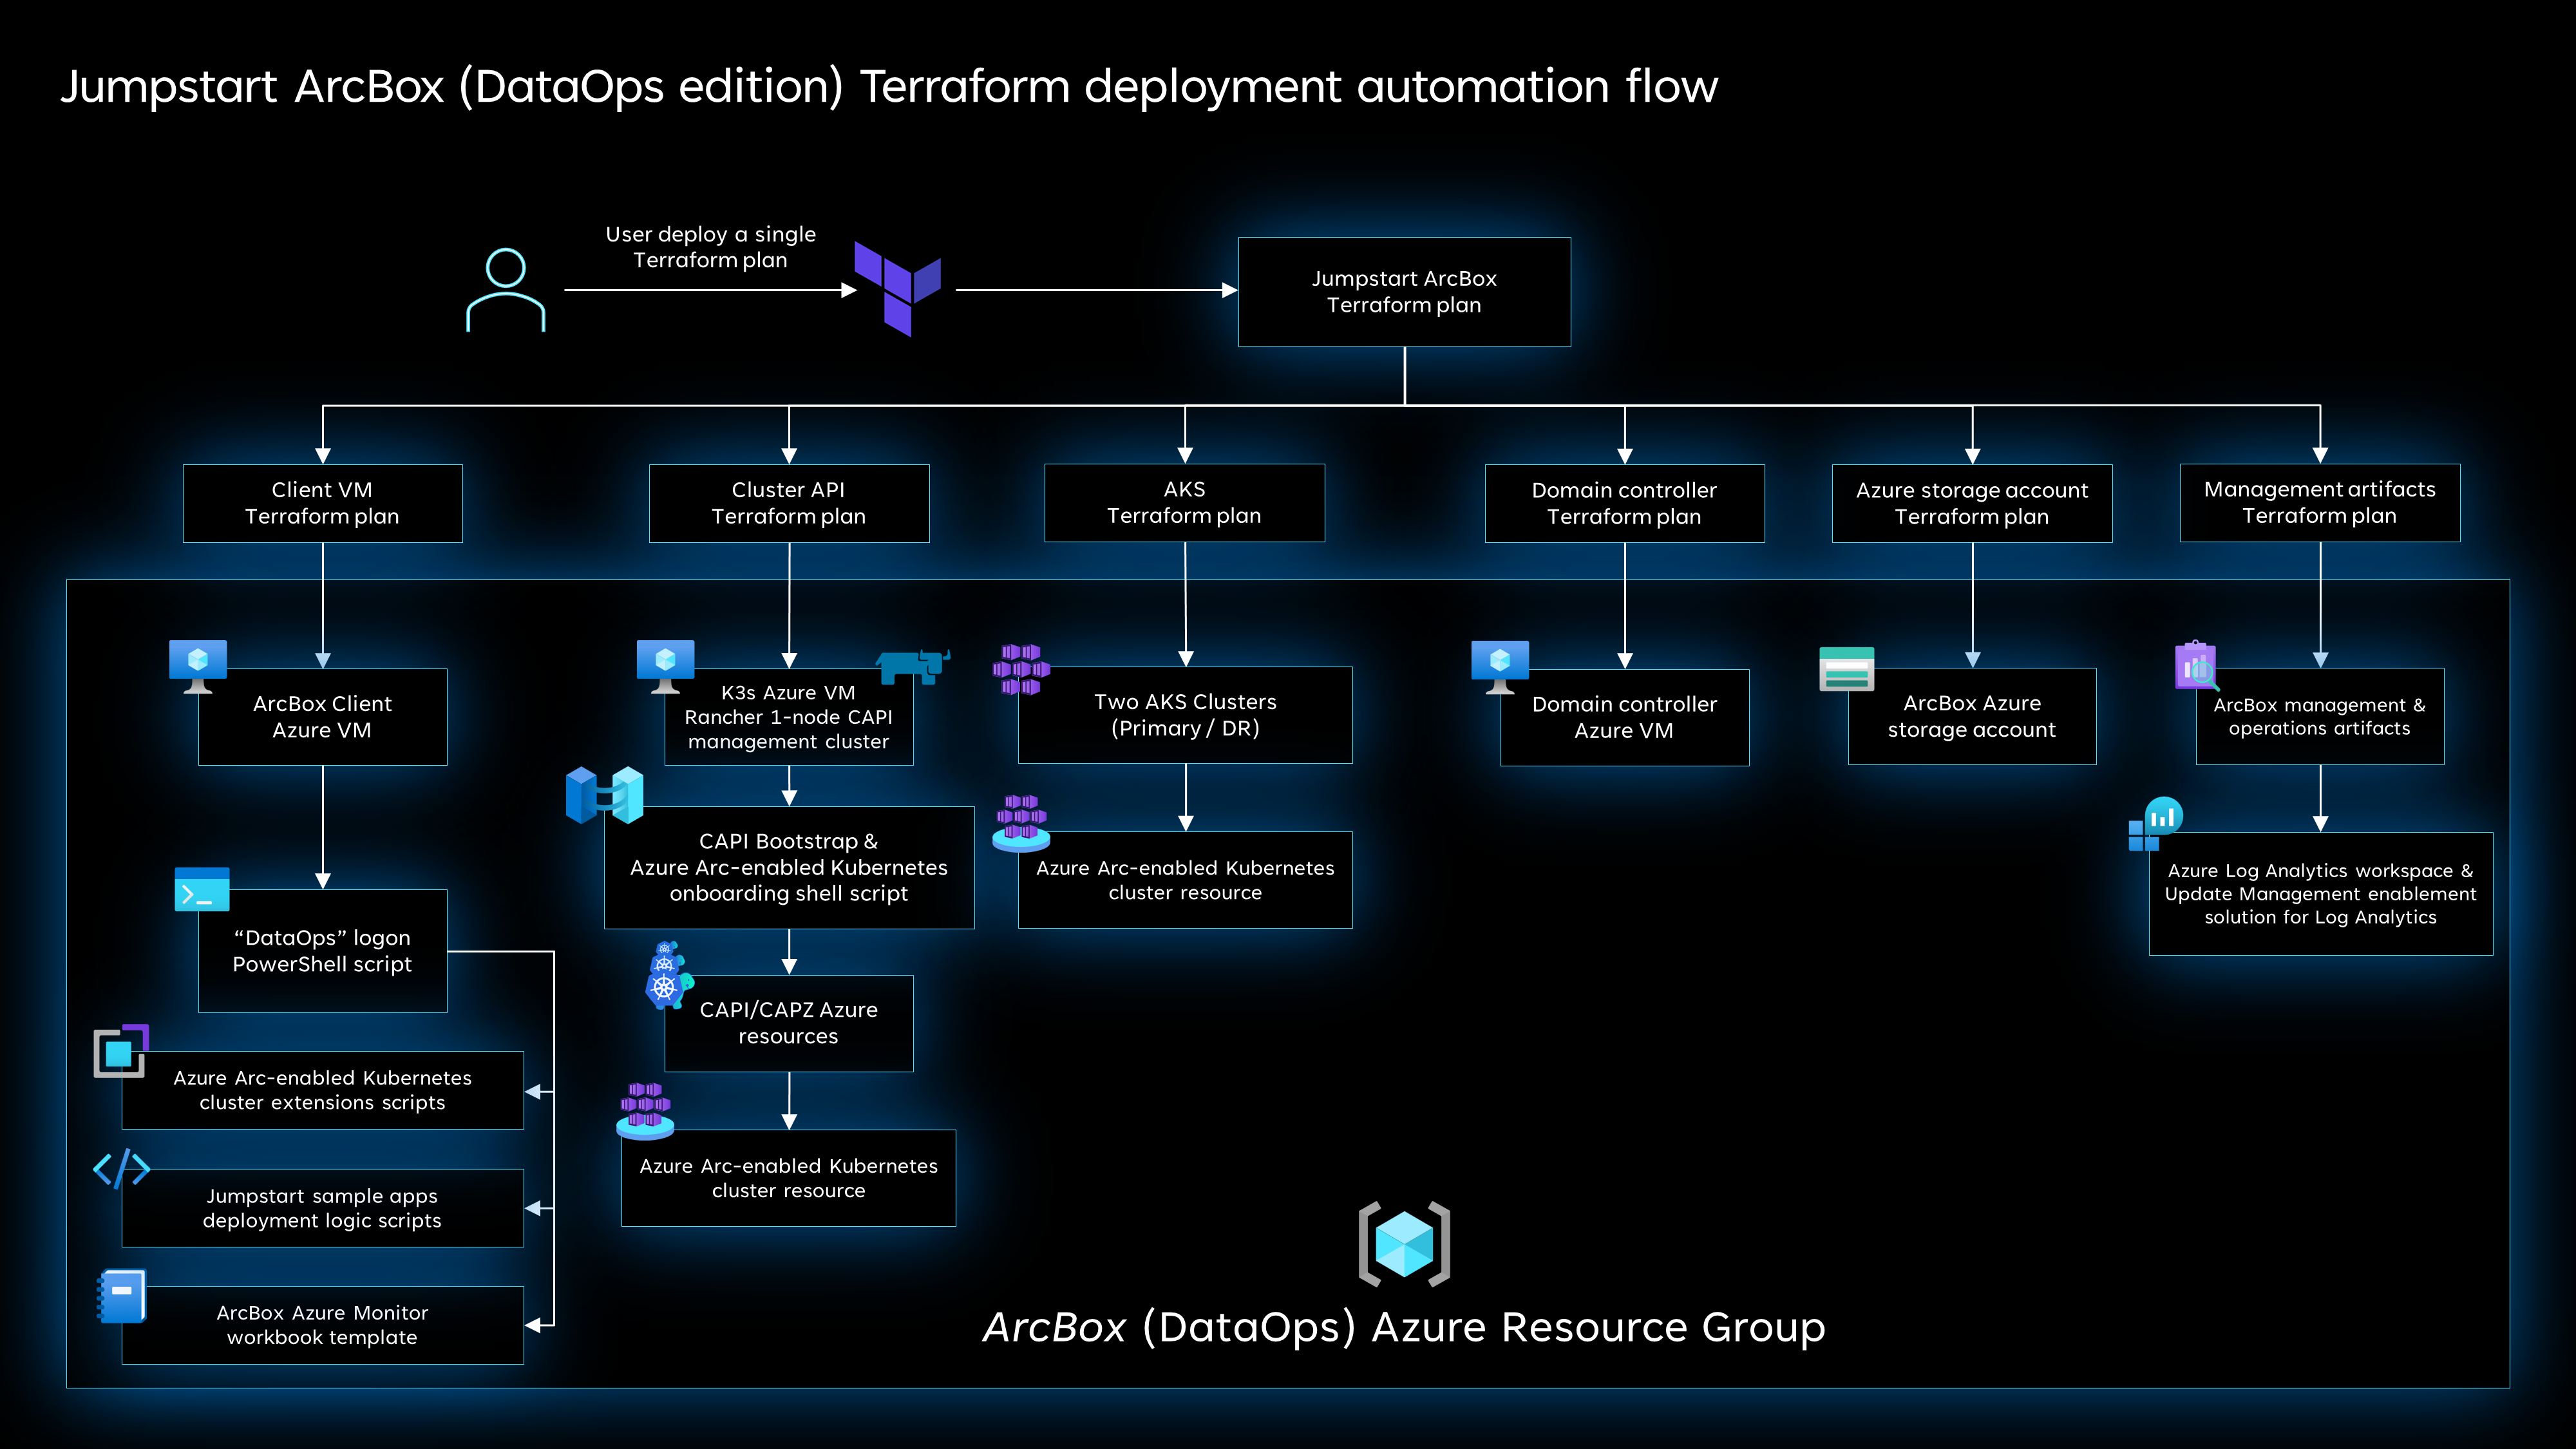 Jumpstart ArcBox (DataOps edition) Terraform deployment automation flow
User deploy a single
Terraform plan
Jumpstart ArcBox
Terraform plan
Client VM
Terraform plan
Cluster API
Terraform plan
AKS
Terraform plan
Domain controller
Terraform plan
Azure storage account
Terraform plan
Management artifacts
Terraform plan
ArcBox Client
Azure VM
K3s Azure VM
Rancher 1-node CAPI
management cluster
Two AKS Clusters
(Primary / DR)
Domain controller
Azure VM
ArcBox Azure
storage account
ArcBox management &
operations artifacts
CAPI Bootstrap &
Azure Arc-enabled Kubernetes
onboarding shell script
Azure Arc-enabled Kubernetes
cluster resource
Azure Log Analytics workspace &
Update Management enablement
solution for Log Analytics
“DataOps” logon
PowerShell script
CAPI/CAPZ Azure
resources
Azure Arc-enabled Kubernetes
cluster extensions scripts
Azure Arc-enabled Kubernetes
cluster resource
Jumpstart sample apps
deployment logic scripts
ArcBox Azure Monitor
workbook template
ArcBox (DataOps) Azure Resource Group